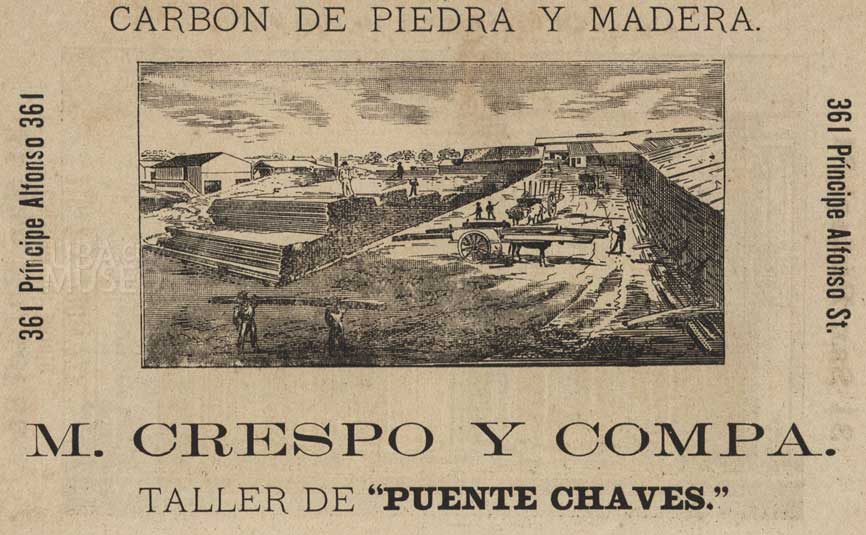 CARBON DE PIEDRA Y MADERA.
361 Príncipe Alfonso 361
361 Príncipe Alfonso St.
M. CRESPO Y COMPA.
TALLER DE “PUENTE CHAVES.”